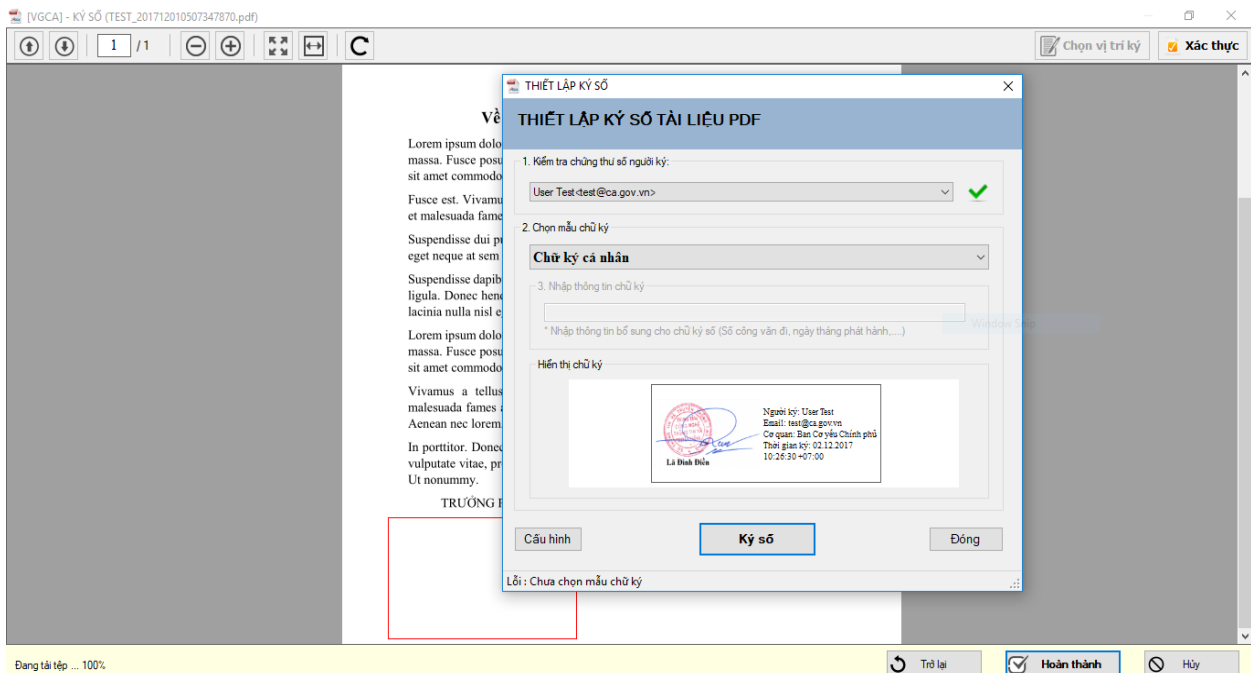 [VGCA] - KÝ SỐ (TEST_201712010507347870.pdf)
1 /1
Chọn vị trí ký
Xác thực
Về
Lorem ipsum dolo
massa. Fusce posu
sit amet commodo
Fusce est. Vivamu
et malesuada fame
Suspendisse dui pu
eget neque at sem
Suspendisse dapib
ligula. Donec hend
lacinia nulla nisl e
Lorem ipsum dolo
massa. Fusce posu
sit amet commodo
Vivamus a tellus
malesuada fames a
Aenean nec lorem
In porttitor. Donec
vulputate vitae, pr
Ut nonummy.
TRƯỞNG P
THIẾT LẬP KÝ SỐ
THIẾT LẬP KÝ SỐ TÀI LIỆU PDF
1. Kiểm tra chứng thư số người ký:
User Test<test@ca.gov.vn>
2. Chọn mẫu chữ ký
Chữ ký cá nhân
3. Nhập thông tin chữ ký
* Nhập thông tin bổ sung cho chữ ký số (Số công văn đi, ngày tháng phát hành,....)
Window Snip
Hiển thị chữ ký
Lã Đình Điền
Người ký: User Test
Email: test@ca.gov.vn
Cơ quan: Ban Cơ yếu Chính phủ
Thời gian ký: 02.12.2017
10:26:30 +07:00
Cấu hình
Ký số
Đóng
Lỗi : Chưa chọn mẫu chữ ký
Đang tải tệp ... 100%
Trở lại
Hoàn thành
Hủy